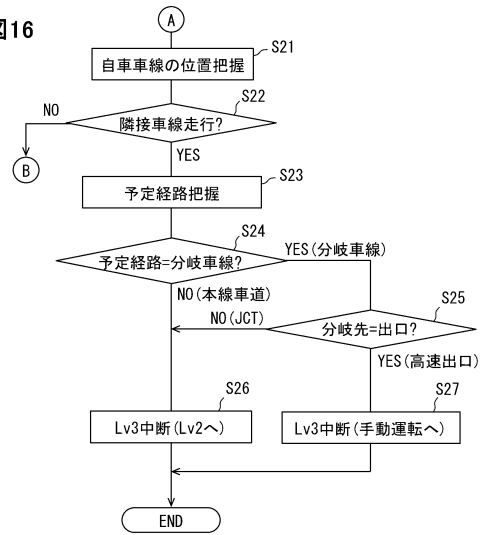 図16
A
S21
自車車線の位置把握
S22
NO
隣接車線走行?
B
YES
S23
予定経路把握
S24
予定経路=分岐車線?
YES(分岐車線)
NO(本線車道)
S25
NO(JCT)
分岐先=出口?
YES(高速出口)
S26
S27
Lv3中断(Lv2へ)
Lv3中断(手動運転へ)
END